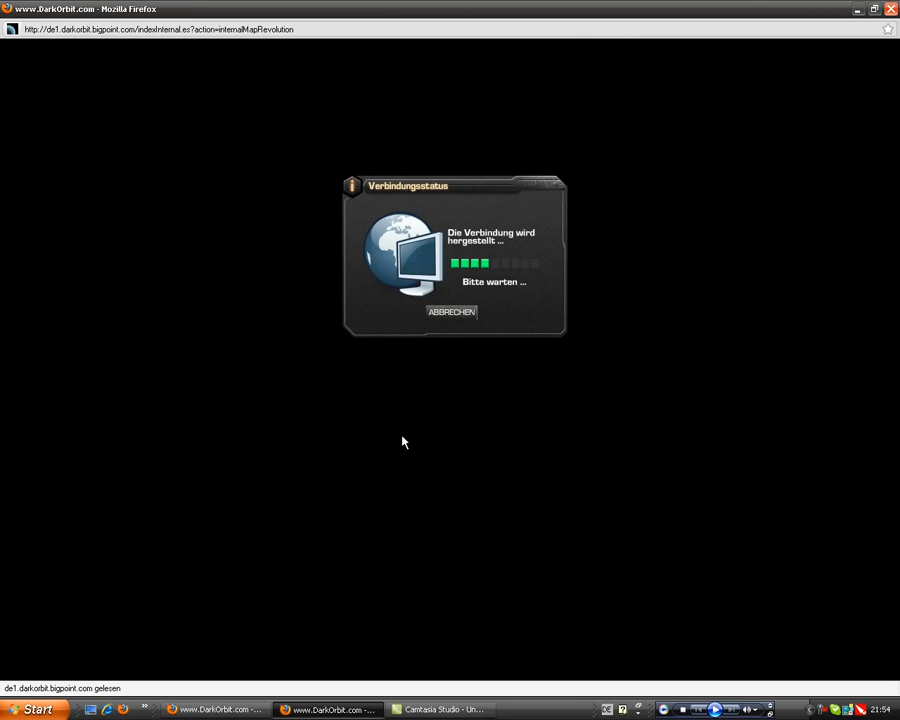 www.DarkOrbit.com - Mozilla Firefox
http://de1.darkorbit.bigpoint.com/indexInternal.es?action=internalMapRevolution
Verbindungsstatus
Die Verbindung wird
hergestellt ...
Bitte warten ...
ABBRECHEN
de1.darkorbit.bigpoint.com gelesen
Start
www.DarkOrbit.com -...
www.DarkOrbit.com -...
Camtasia Studio - Un...
21:54